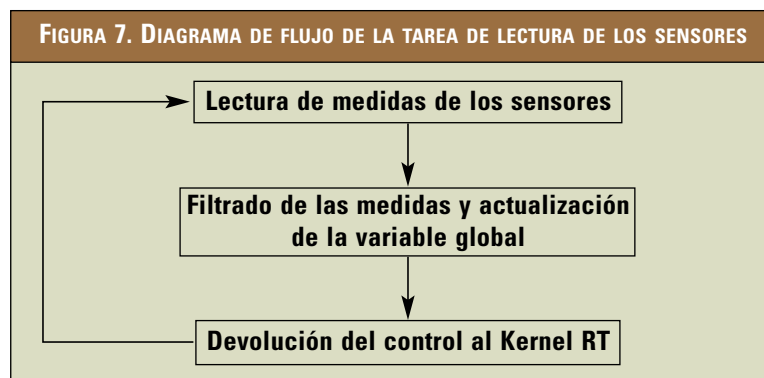 FIGURA 7. DIAGRAMA DE FLUJO DE LA TAREA DE LECTURA DE LOS SENSORES
Lectura de medidas de los sensores
Filtrado de las medidas y actualización
de la variable global
Devolución del control al Kernel RT